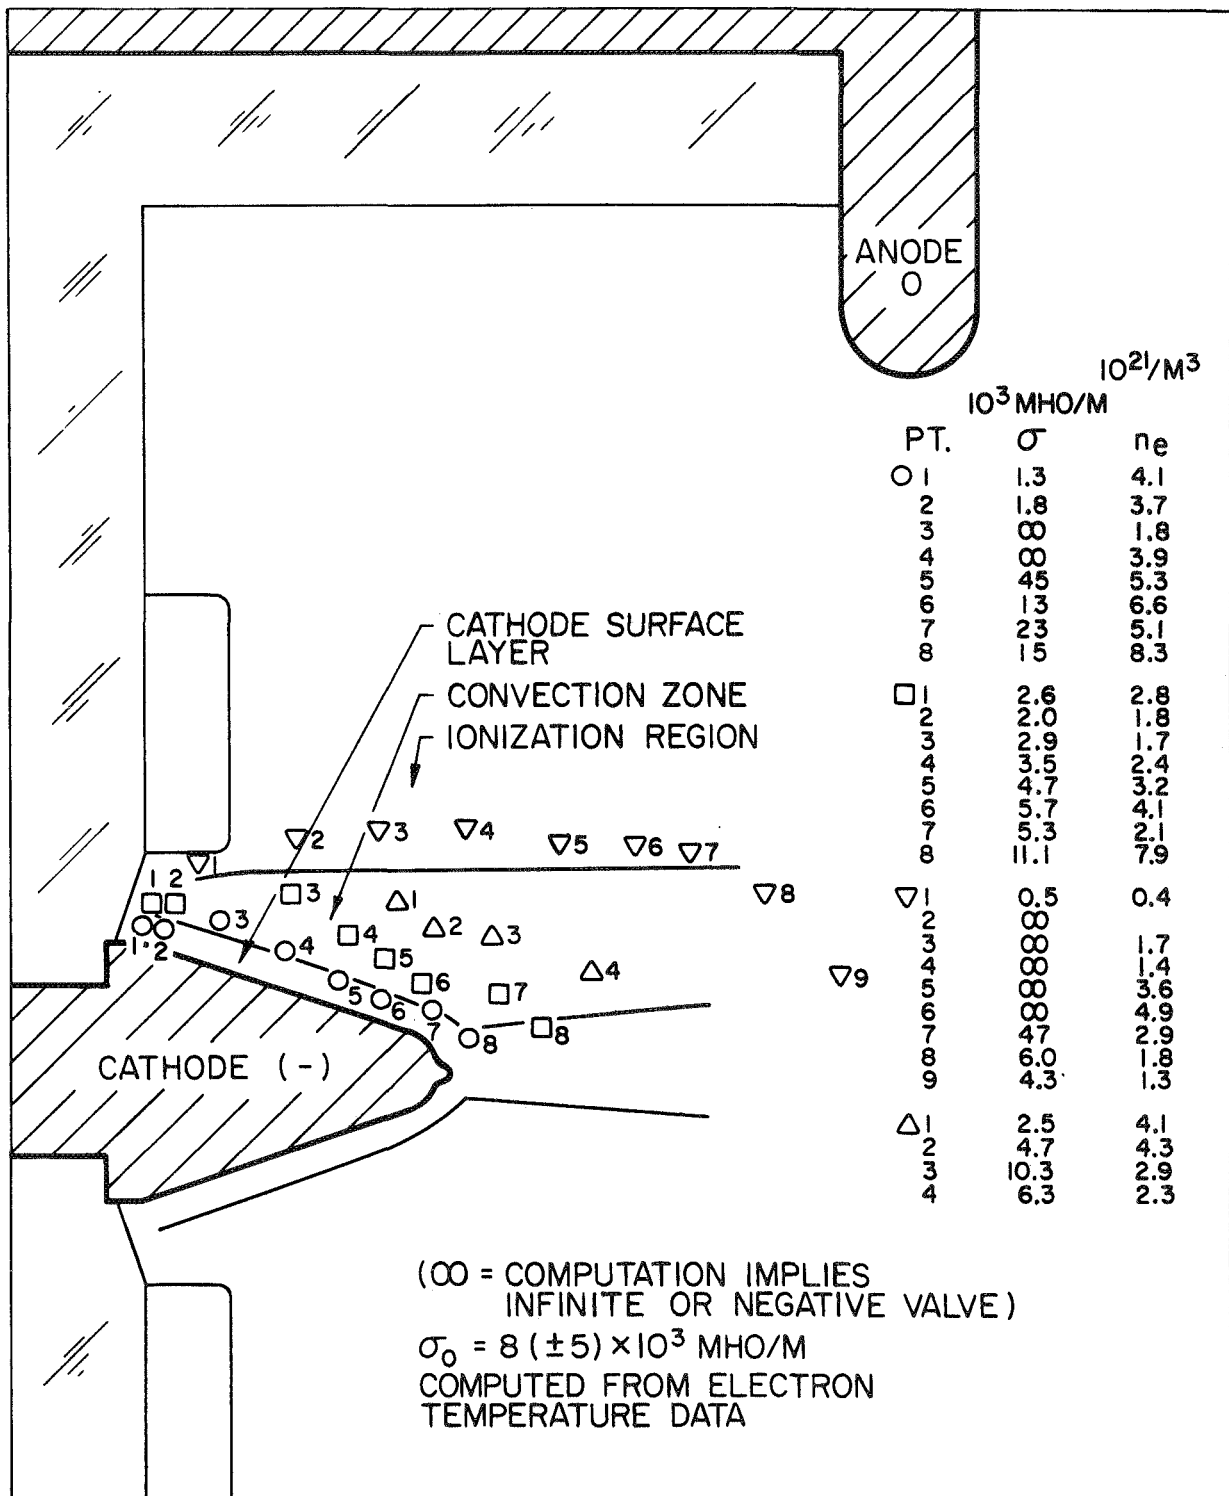 ANODE
0
10²¹/M³
10³ MHO/M
PT. σ nₑ
○ 1 1.3 4.1
2 1.8 3.7
3 ∞ 1.8
4 ∞ 3.9
5 45 5.3
6 13 6.6
7 23 5.1
8 15 8.3
□ 1 2.6 2.8
2 2.0 1.8
3 2.9 1.7
4 3.5 2.4
5 4.7 3.2
6 5.7 4.1
7 5.3 2.1
8 11.1 7.9
▽ 1 0.5 0.4
2 ∞
3 ∞ 1.7
4 ∞ 1.4
5 ∞ 3.6
6 ∞ 4.9
7 47 2.9
8 6.0 1.8
9 4.3 1.3
△ 1 2.5 4.1
2 4.7 4.3
3 10.3 2.9
4 6.3 2.3
CATHODE SURFACE
LAYER
CONVECTION ZONE
IONIZATION REGION
▽2 ▽3 ▽4 ▽5 ▽6 ▽7
▽1
1 2
□ □ □3 △1 ▽8
○3 □4 △2 △3
○ ○
1 2
○4 □5 △4 ▽9
○5 ○6 □6 □7
○7 ○8 □8
CATHODE (-)
(∞ = COMPUTATION IMPLIES
INFINITE OR NEGATIVE VALVE)
σ₀ = 8 (±5) × 10³ MHO/M
COMPUTED FROM ELECTRON
TEMPERATURE DATA